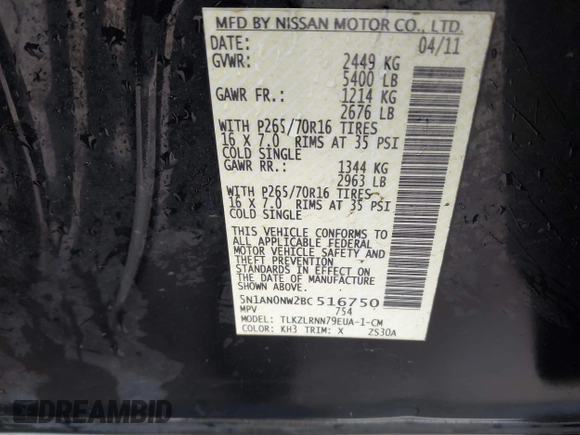 MFD BY NISSAN MOTOR CO., LTD.
DATE: 04/11
GVWR: 2449 KG
5400 LB
GAWR FR.: 1214 KG
2676 LB
WITH P265/70R16 TIRES
16 X 7.0 RIMS AT 35 PSI
COLD SINGLE
GAWR RR.: 1344 KG
2963 LB
WITH P265/70R16 TIRES
16 X 7.0 RIMS AT 35 PSI
COLD SINGLE
THIS VEHICLE CONFORMS TO
ALL APPLICABLE FEDERAL
MOTOR VEHICLE SAFETY AND
THEFT PREVENTION
STANDARDS IN EFFECT ON
THE DATE OF MANUFACTURE
SHOWN ABOVE.
5N1AN0NW2BC516750
MPV 754
MODEL: TLKZLRNN79EUA-1-CM
COLOR: KH3 TRIM: X ZS30A
DREAMBID